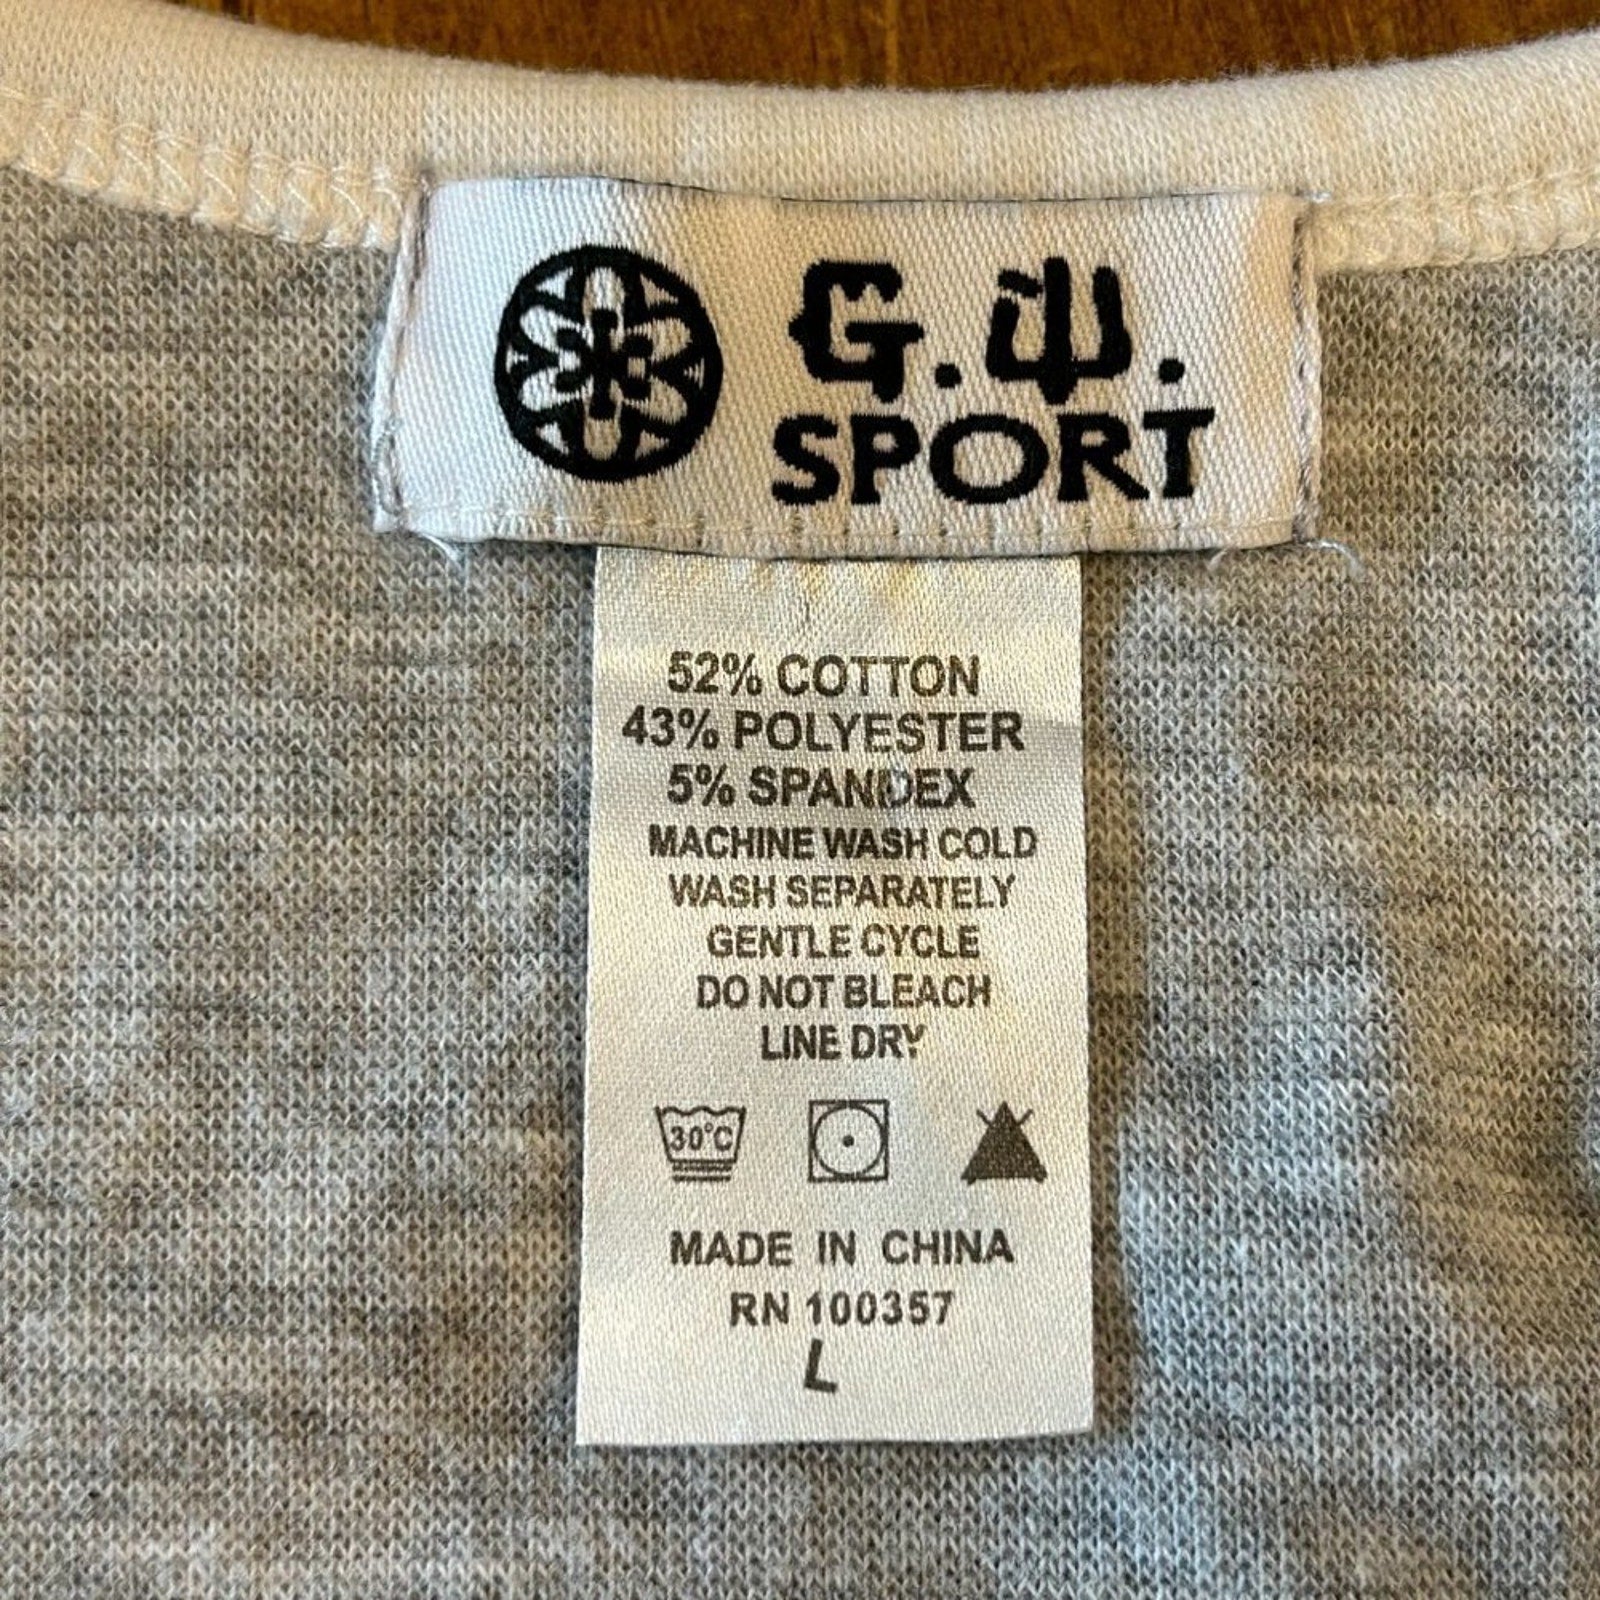 G.W.
SPORT
52% COTTON
43% POLYESTER
5% SPANDEX
MACHINE WASH COLD
WASH SEPARATELY
GENTLE CYCLE
DO NOT BLEACH
LINE DRY
30°C
MADE IN CHINA
RN 100357
L